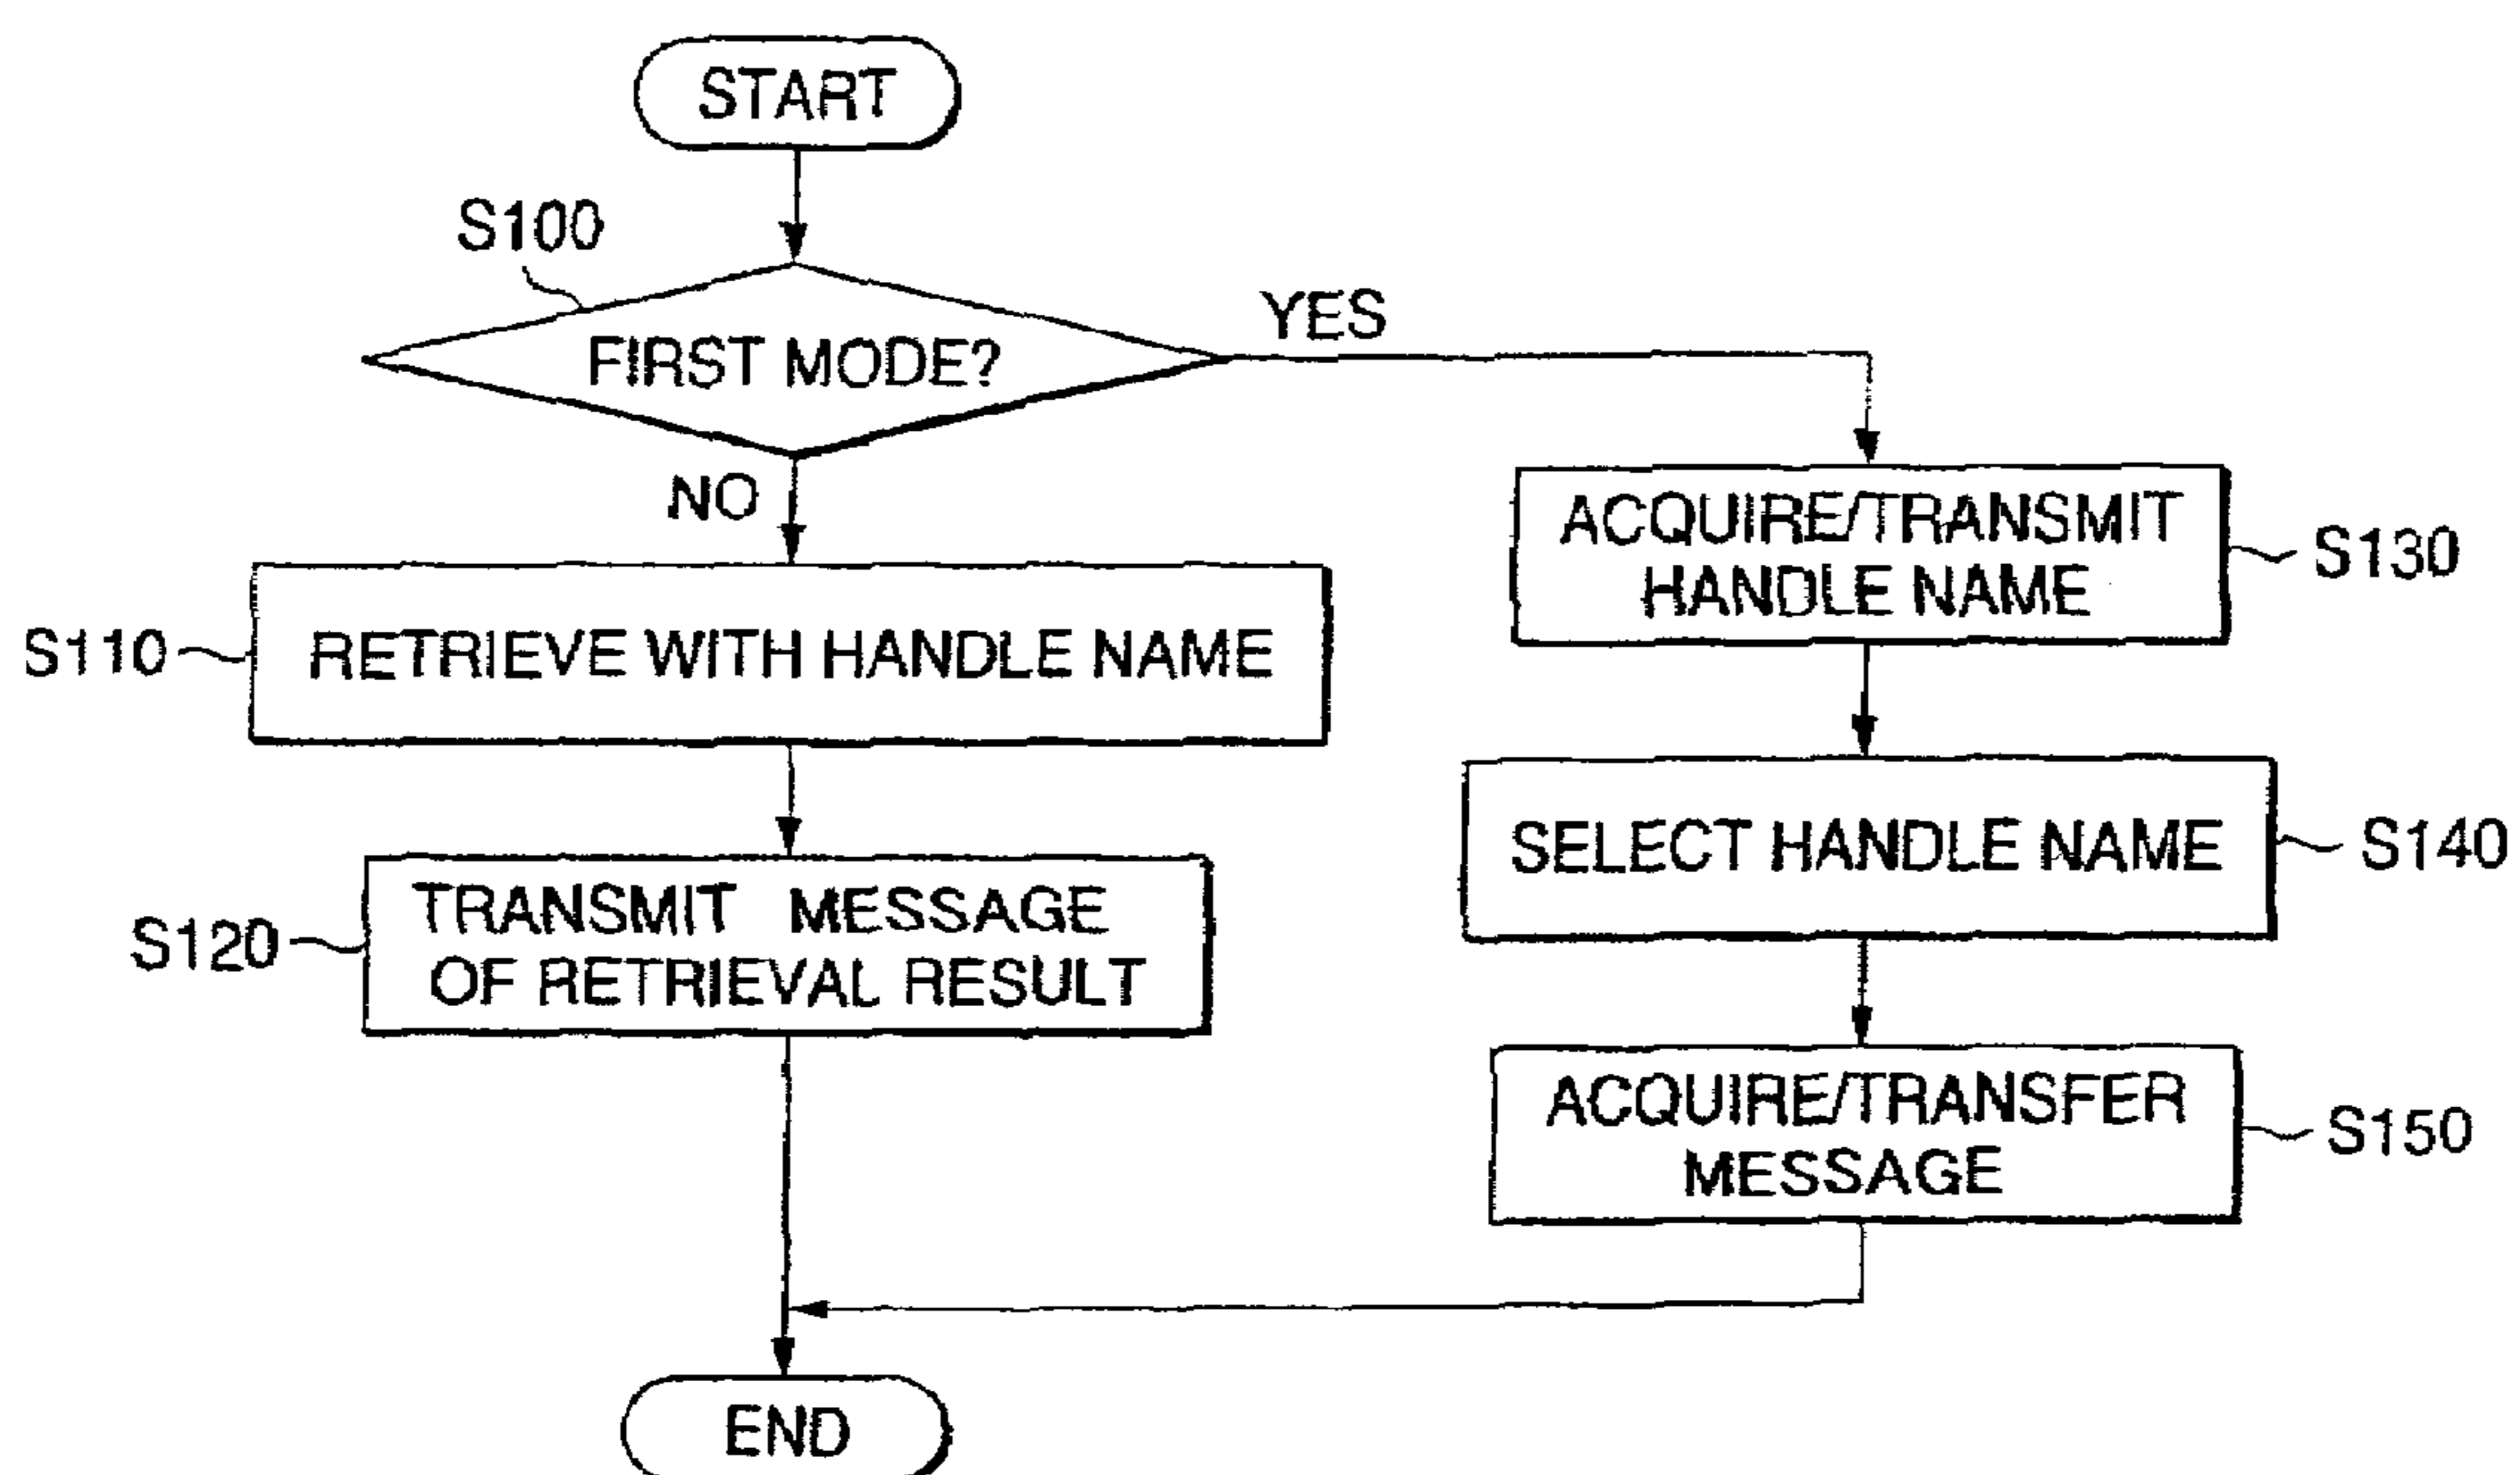 START
S100
FIRST MODE?
YES
NO
S110
RETRIEVE WITH HANDLE NAME
S120
TRANSMIT MESSAGE
OF RETRIEVAL RESULT
ACQUIRE/TRANSMIT
HANDLE NAME
S130
SELECT HANDLE NAME
S140
ACQUIRE/TRANSFER
MESSAGE
S150
END